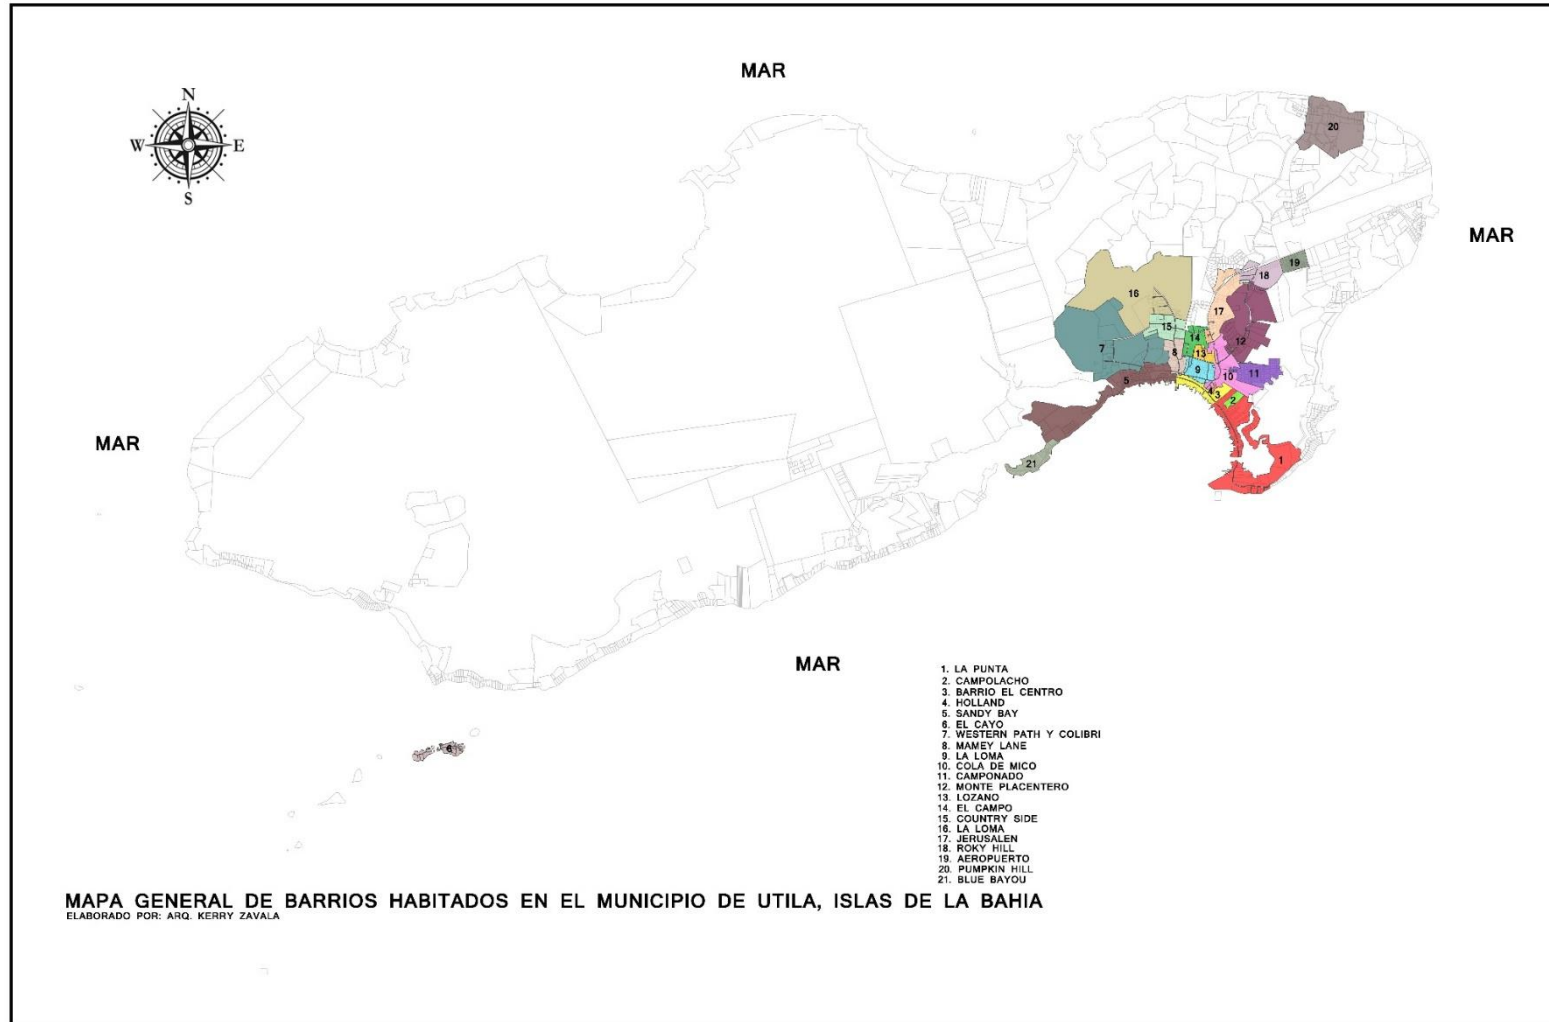 MAR
N
W E
S
20
MAR
19
18
16
17
15
14
12
7
13
8
9
11
10
5
4
3
2
MAR
21
1
MAR
6
1. LA PUNTA
2. CAMPOLACHO
3. BARRIO EL CENTRO
4. HOLLAND
5. SANDY BAY
6. EL CAYO
7. WESTERN PATH Y COLIBRI
8. MAMEY LANE
9. LA LOMA
10. COLA DE MICO
11. CAMPONADO
12. MONTE PLACENTERO
13. LOZANO
14. EL CAMPO
15. COUNTRY SIDE
16. LA LOMA
17. JERUSALEN
18. ROKY HILL
19. AEROPUERTO
20. PUMPKIN HILL
21. BLUE BAYOU
MAPA GENERAL DE BARRIOS HABITADOS EN EL MUNICIPIO DE UTILA, ISLAS DE LA BAHIA
ELABORADO POR: ARQ. KERRY ZAVALA